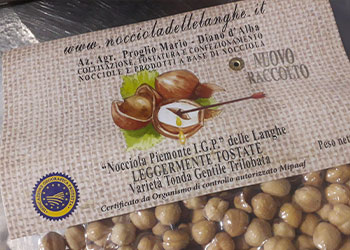 www.noccioladellelanghe.it
Az. Agr. Proglio Mario - Diano d'Alba
COLTIVAZIONE, TOSTATURA E CONFEZIONAMENTO
NOCCIOLE E PRODOTTI A BASE DI NOCCIOLA
NUOVO
RACCOLTO
"Nocciola Piemonte I.G.P." delle Langhe
LEGGERMENTE TOSTATE
Varietà Tonda Gentile Trilobata
Certificato da Organismo di controllo autorizzato Mipaaf
Peso net